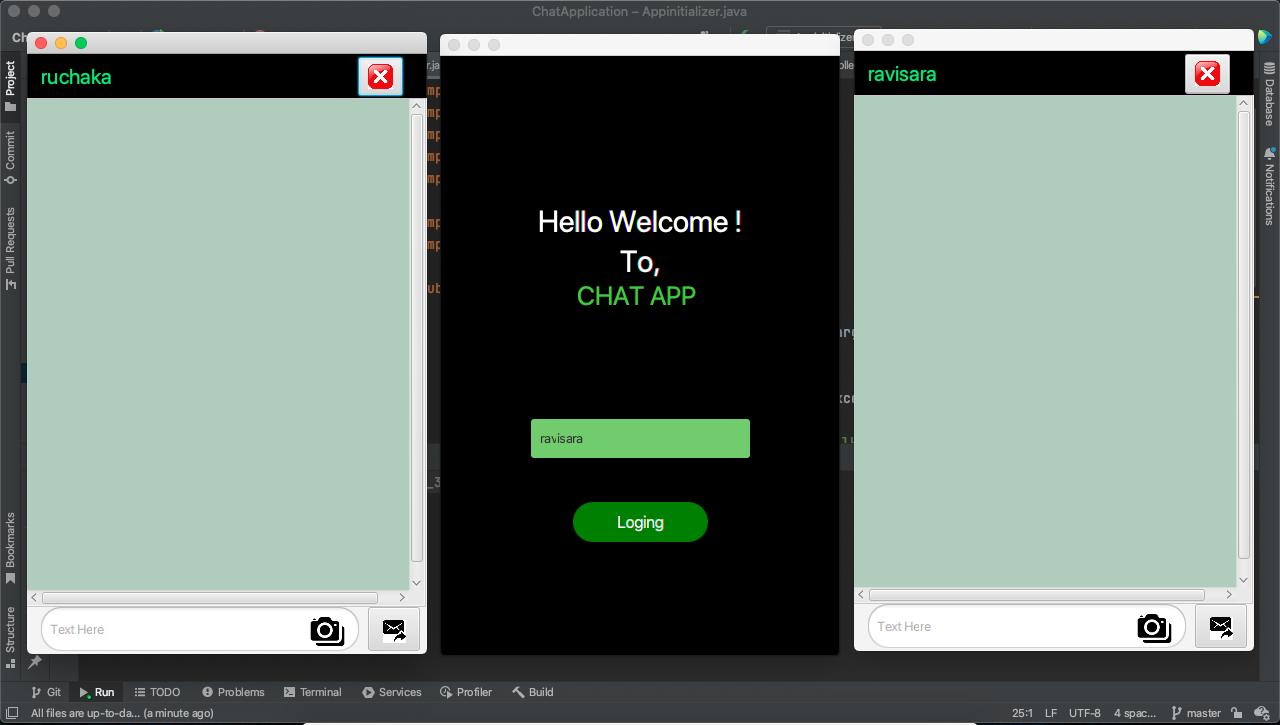 ChatApplication – Appinitializer.java
Project
Commit
Pull Requests
Bookmarks
Structure
ruchaka
Text Here
Hello Welcome !
To,
CHAT APP
ravisara
Loging
ravisara
Text Here
Database
Notifications
Git
Run
TODO
Problems
Terminal
Services
Profiler
Build
All files are up-to-da... (a minute ago)
25:1
LF
UTF-8
4 spac...
master